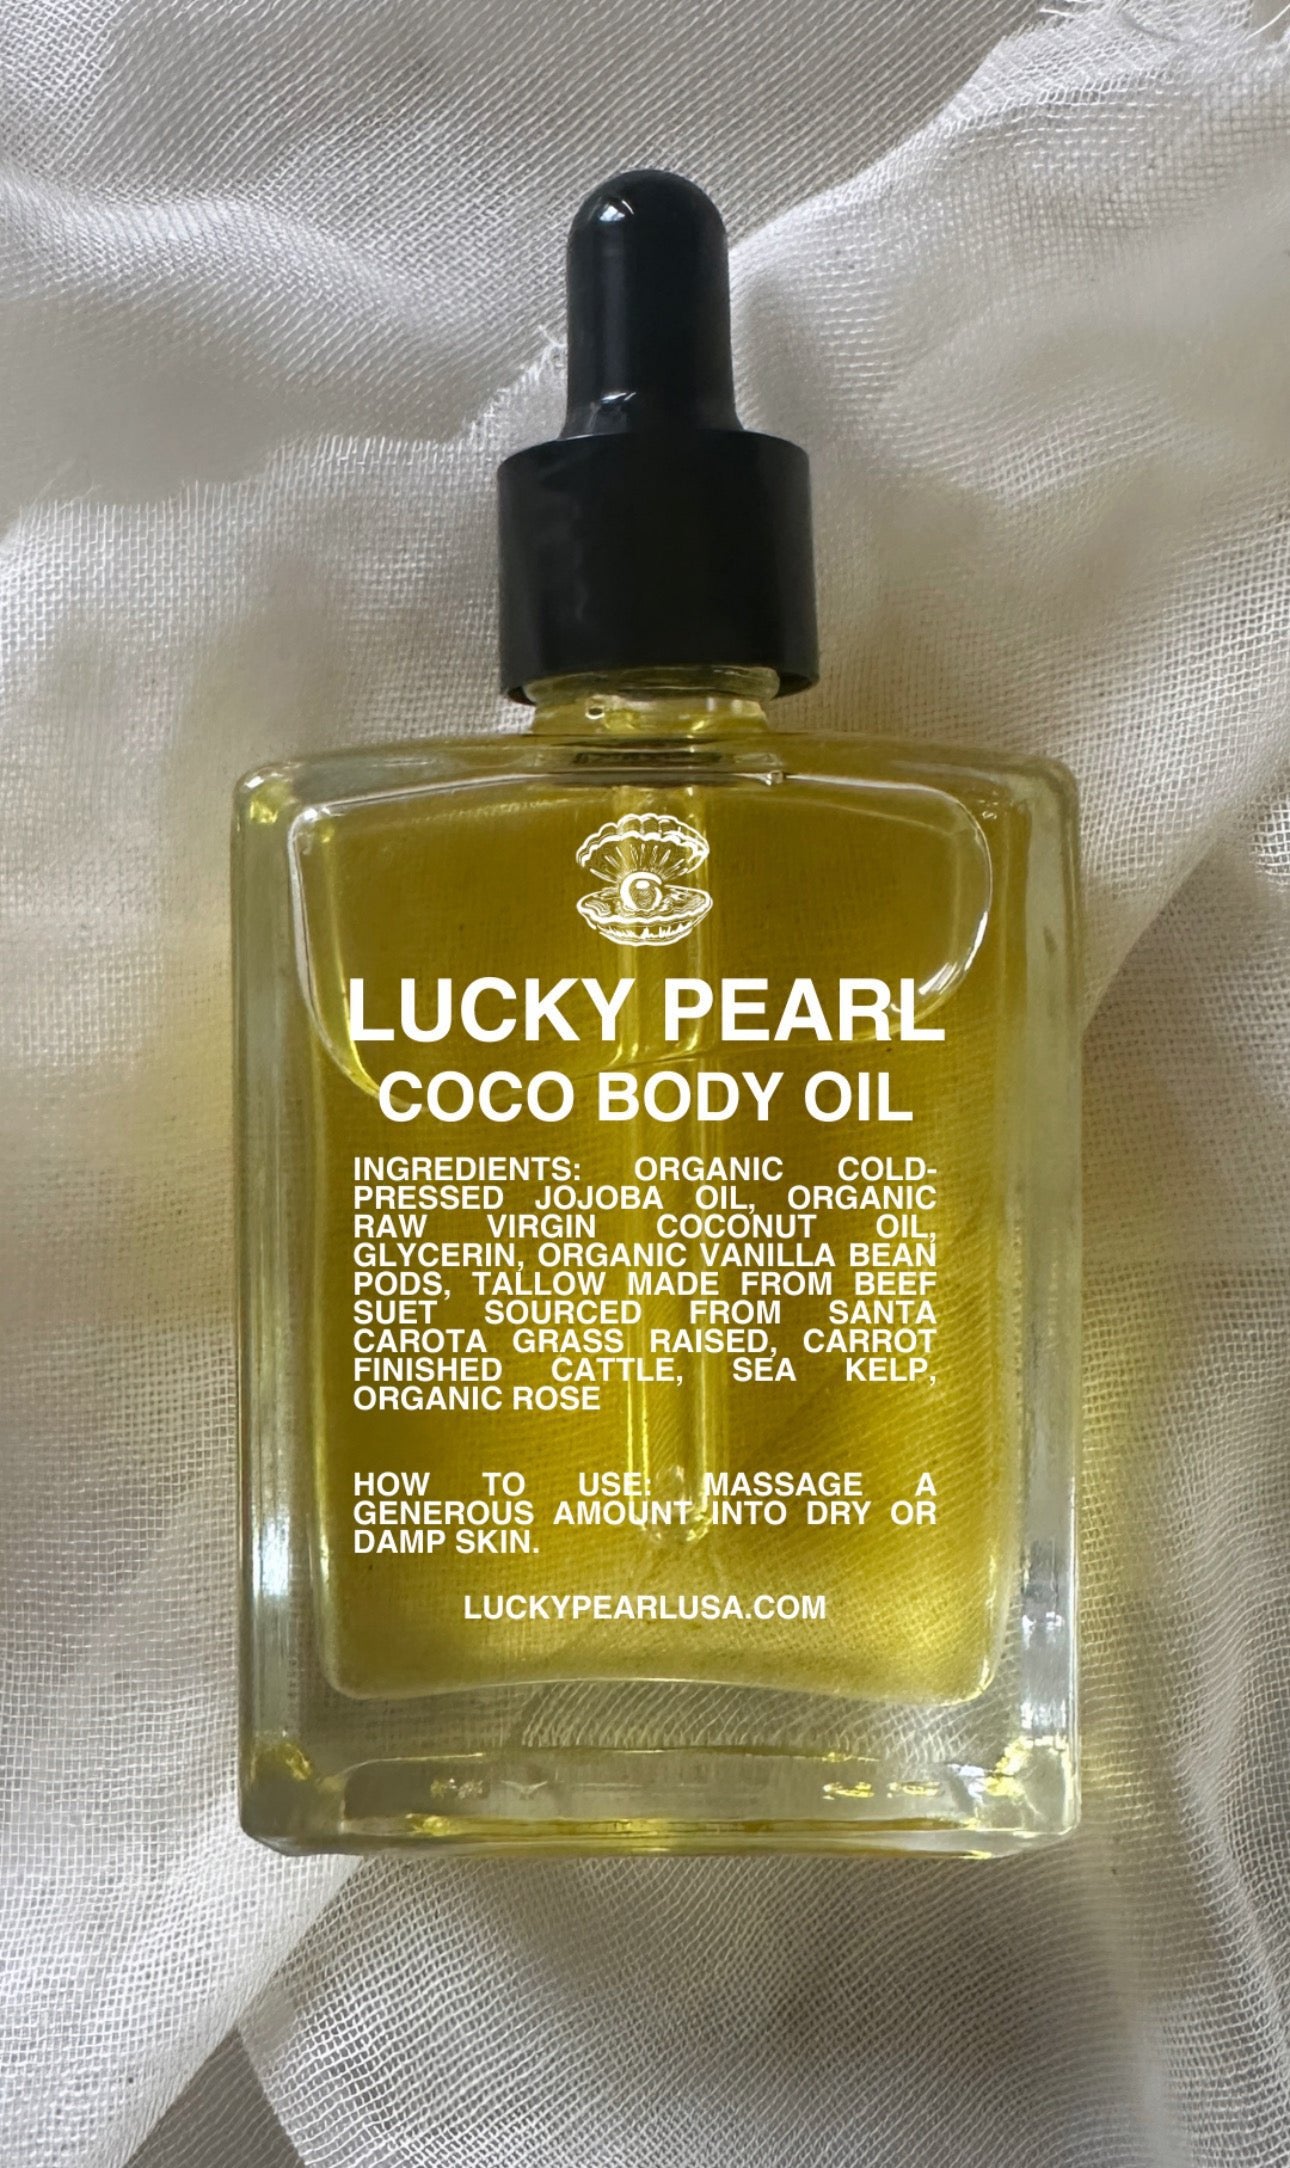 LUCKY PEARL
COCO BODY OIL
INGREDIENTS: ORGANIC COLD-
PRESSED JOJOBA OIL, ORGANIC
RAW VIRGIN COCONUT OIL,
GLYCERIN, ORGANIC VANILLA BEAN
PODS, TALLOW MADE FROM BEEF
SUET SOURCED FROM SANTA
CAROTA GRASS RAISED, CARROT
FINISHED CATTLE, SEA KELP,
ORGANIC ROSE
HOW TO USE: MASSAGE A
GENEROUS AMOUNT INTO DRY OR
DAMP SKIN.
LUCKYPEARLUSA.COM